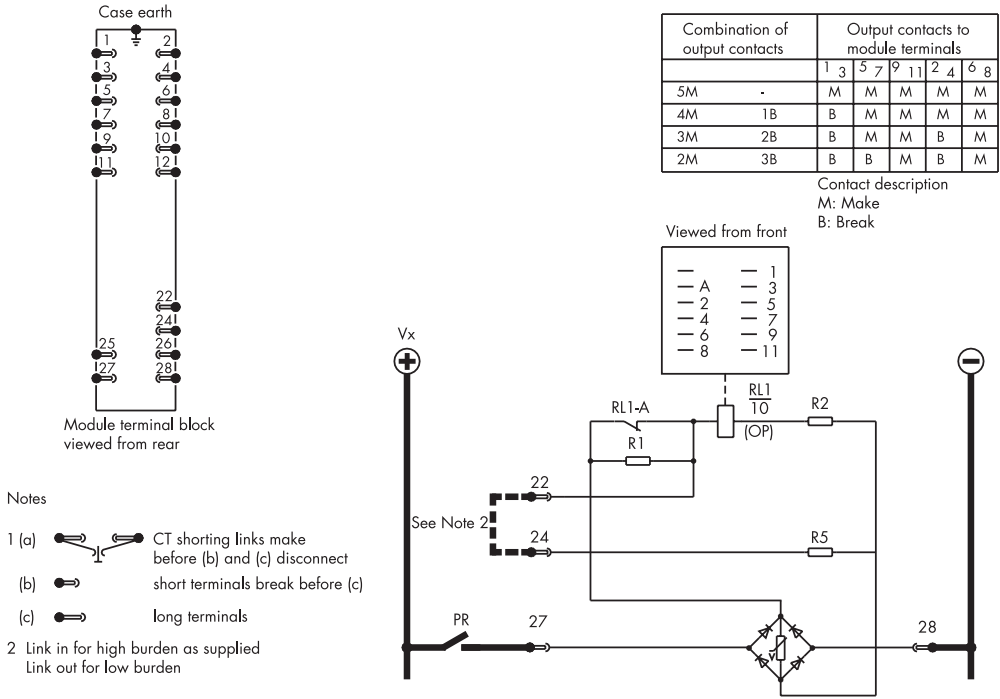 Case earth
1 2
3 4
5 6
7 8
9 10
11 12
22
24
25 26
27 28
Module terminal block
viewed from rear
Combination of
output contacts
Output contacts to
module terminals
1 3 5 7 9 11 2 4 6 8
5M - M M M M M
4M 1B B M M M M
3M 2B B M M B M
2M 3B B B M B M
Contact description
M: Make
B: Break
Viewed from front
1
A 3
2 5
4 7
6 9
8 11
Vx
RL1-A
RL1
10
(OP)
R2
R1
22
See Note 2
24
R5
PR
27
28
Notes
1 (a) CT shorting links make
before (b) and (c) disconnect
(b) short terminals break before (c)
(c) long terminals
2 Link in for high burden as supplied
Link out for low burden